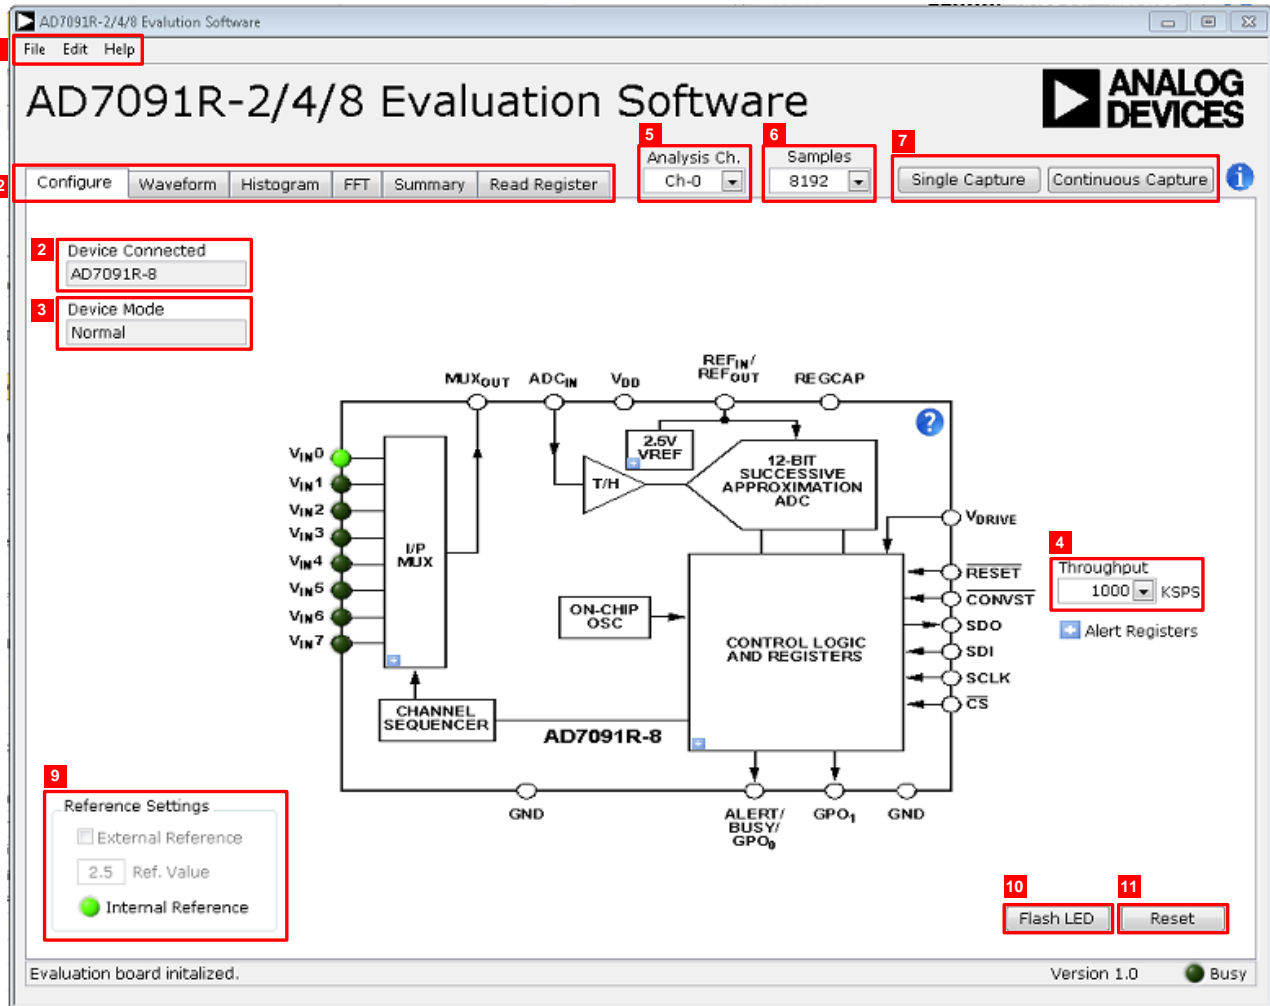 AD7091R-2/4/8 Evalution Software
File Edit Help
AD7091R-2/4/8 Evaluation Software
ANALOG
DEVICES
5
6
7
Analysis Ch.
Samples
2
Configure Waveform Histogram FFT Summary Read Register
Ch-0
8192
Single Capture
Continuous Capture
i
2
Device Connected
AD7091R-8
3
Device Mode
Normal
MUXOUT
ADCIN
VDD
REFIN/
REFOUT
REGCAP
?
2.5V
VREF
VIN0
VIN1
VIN2
VIN3
VIN4
VIN5
VIN6
VIN7
I/P
MUX
T/H
12-BIT
SUCCESSIVE
APPROXIMATION
ADC
VDRIVE
RESET
CONVST
SDO
SDI
SCLK
CS
4
Throughput
1000 KSPS
Alert Registers
ON-CHIP
OSC
CONTROL LOGIC
AND REGISTERS
CHANNEL
SEQUENCER
AD7091R-8
GND
ALERT/
BUSY/
GPO0
GPO1
GND
9
Reference Settings
External Reference
2.5 Ref. Value
Internal Reference
10
11
Flash LED
Reset
Evaluation board initalized.
Version 1.0
Busy